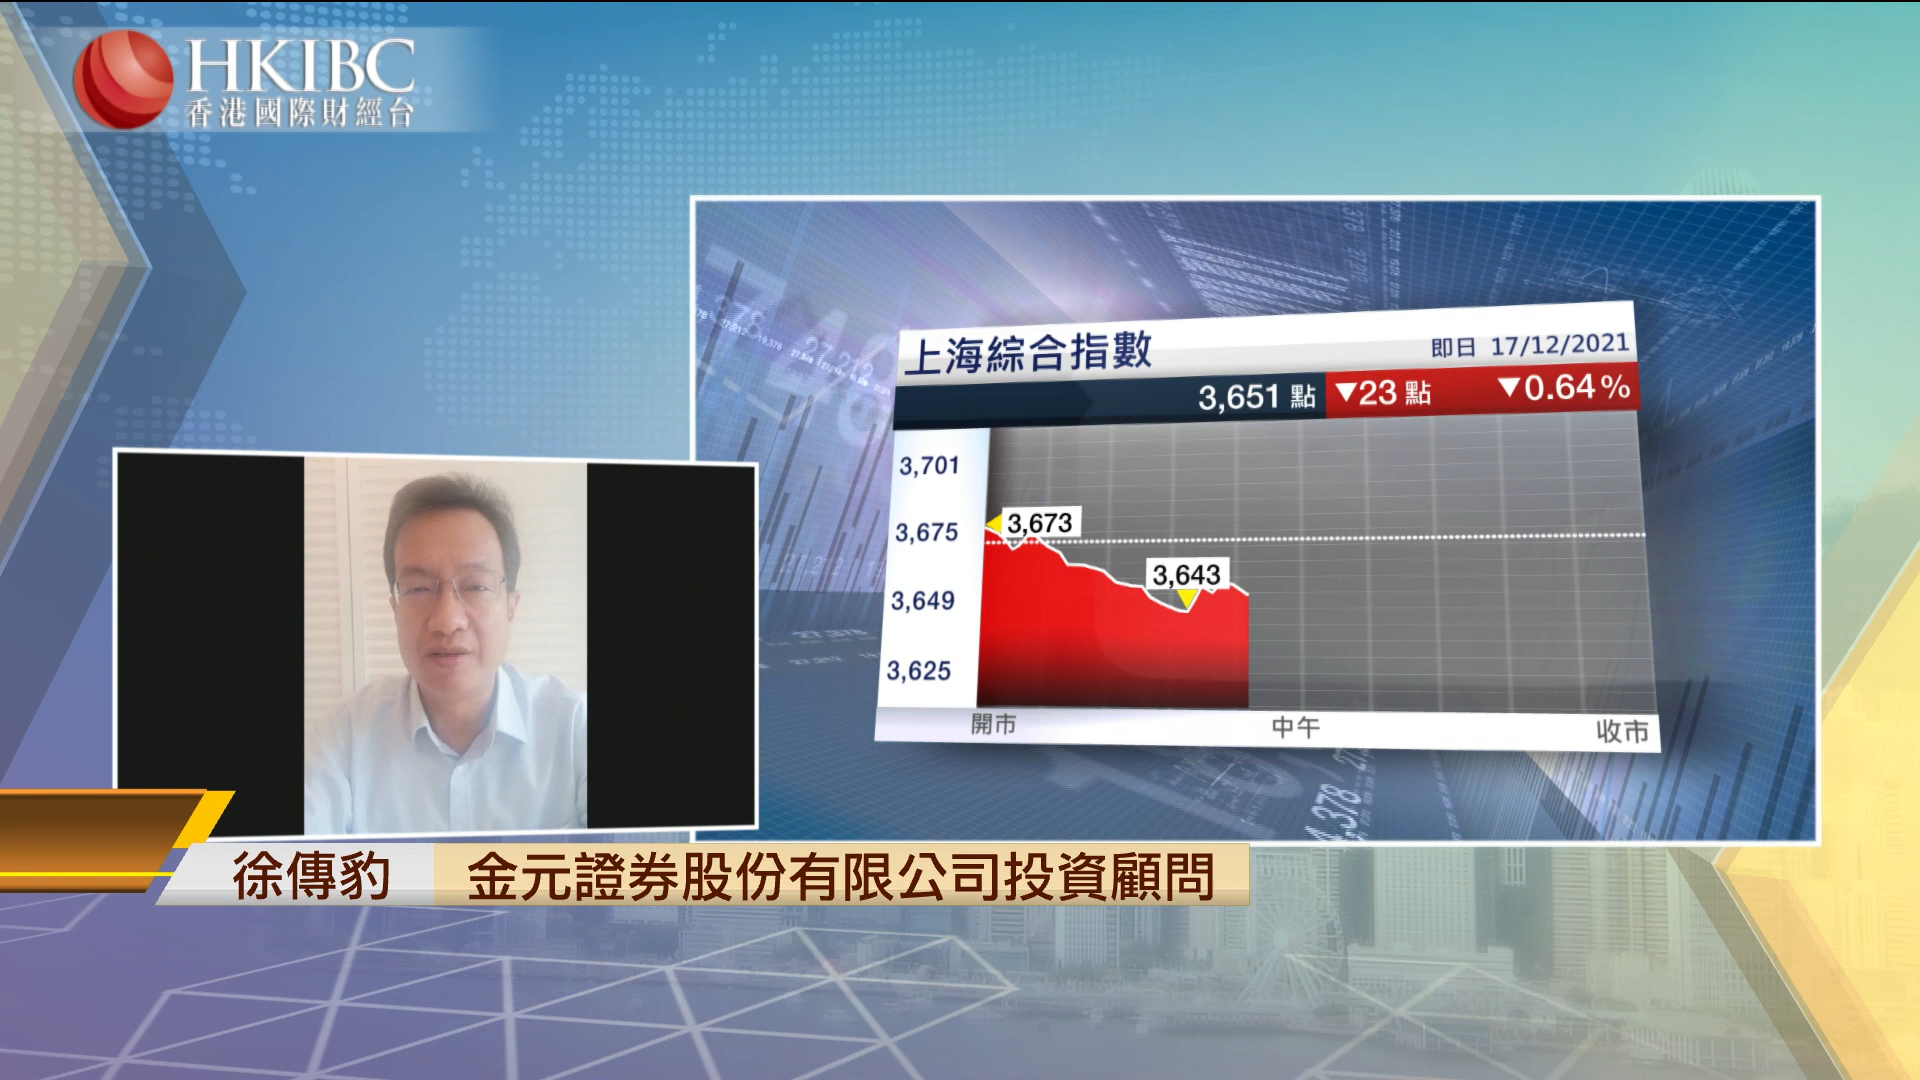 HKIBC
香港國際財經台
上海綜合指數
即日 17/12/2021
3,651 點 ▼23 點 ▼0.64%
3,701
3,675
3,649
3,625
3,673
3,643
開市 中午 收市
徐傳豹 金元證券股份有限公司投資顧問